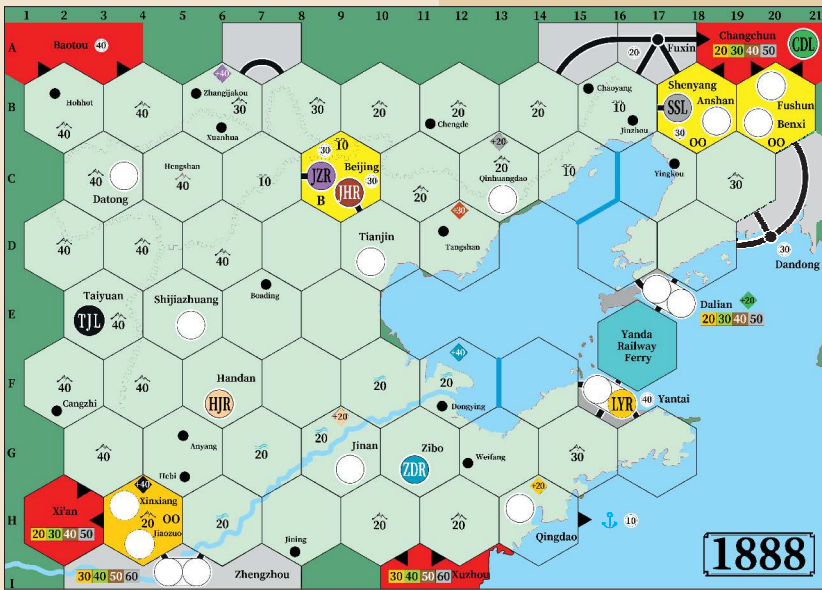 1 2 3 4 5 6 7 8 9 10 11 12 13 14 15 16 17 18 19 20 21
A
Baotou 40
20
Fuxin
Changchun
20 30 40 50
CDL
+40
B
Hohhot
40
Zhangjiakou
30
Xuanhua
30
20
Chengde
20
Chaoyang
10
Jinzhou
Shenyang
SSL
Anshan
30
OO
Fushun
Benxi
OO
C
40
Datong
Hengshan
40
10
30
10
JZR
Beijing
JHR
30
B
20
+20
20
Qinhuangdao
10
Yingkou
30
D
40
40
40
Tianjin
+30
Tangshan
30
Dandong
E
Taiyuan
TJL
40
Shijiazhuang
Boading
Dalian
+20
20 30 40 50
Yanda
Railway
Ferry
F
40
Cangzhi
40
Handan
HJR
20
+40
20
Dongying
LYR
40
Yantai
G
40
Anyang
Hebi
20
+20
20
Jinan
Zibo
ZDR
Weifang
30
H
Xi'an
20 30 40 50
+40
Xinxiang
20
OO
Jiaozuo
20
Jining
10
20
+20
Qingdao
10
I
30 40 50 60
Zhengzhou
30 40 50 60
Xuzhou
1888